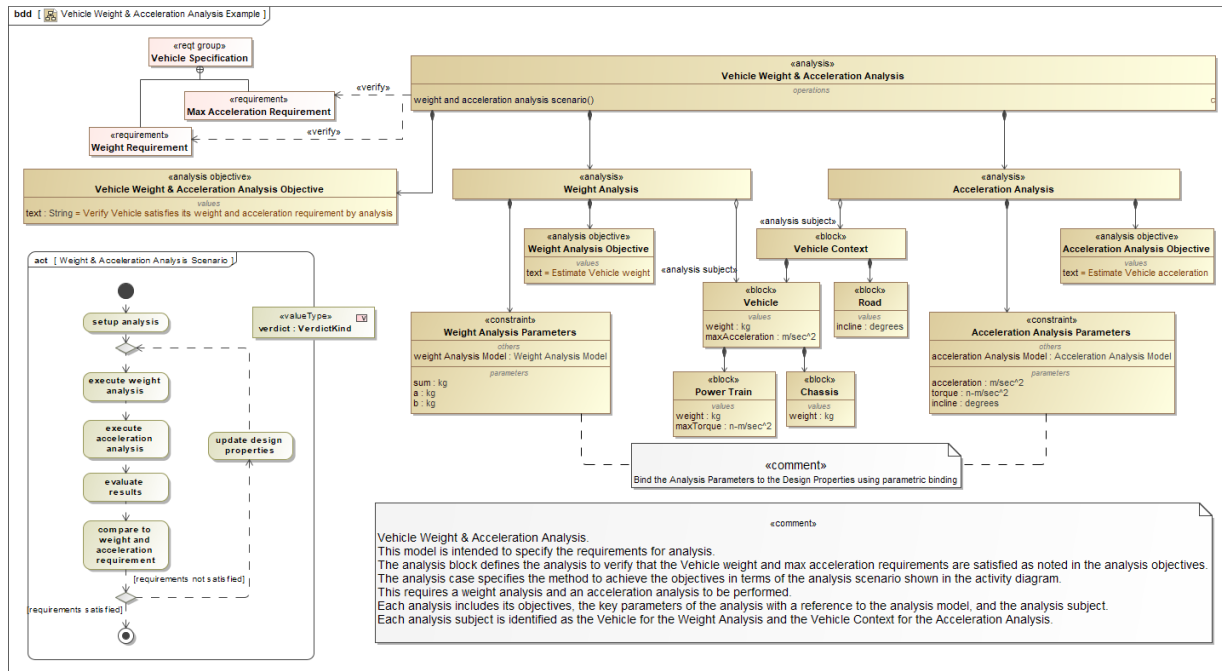 bdd [ Vehicle Weight & Acceleration Analysis Example ]
«reqt group»
Vehicle Specification
«requirement»
Max Acceleration Requirement
«requirement»
Weight Requirement
«verify»
«verify»
«analysis»
Vehicle Weight & Acceleration Analysis
operations
weight and acceleration analysis scenario()
«analysis objective»
Vehicle Weight & Acceleration Analysis Objective
values
text : String = Verify Vehicle satisfies its weight and acceleration requirement by analysis
«analysis»
Weight Analysis
«analysis»
Acceleration Analysis
«analysis subject»
«analysis subject»
«analysis objective»
Weight Analysis Objective
values
text = Estimate Vehicle weight
«block»
Vehicle Context
«analysis objective»
Acceleration Analysis Objective
values
text = Estimate Vehicle acceleration
«block»
Vehicle
values
weight : kg
maxAcceleration : m/sec^2
«block»
Road
values
incline : degrees
«constraint»
Weight Analysis Parameters
others
weight Analysis Model : Weight Analysis Model
parameters
sum : kg
a : kg
b : kg
«constraint»
Acceleration Analysis Parameters
others
acceleration Analysis Model : Acceleration Analysis Model
parameters
acceleration : m/sec^2
torque : n-m/sec^2
incline : degrees
«block»
Power Train
values
weight : kg
maxTorque : n-m/sec^2
«block»
Chassis
values
weight : kg
«comment»
Bind the Analysis Parameters to the Design Properties using parametric binding
act [ Weight & Acceleration Analysis Scenario ]
setup analysis
«valueType»
verdict : VerdictKind
V
execute weight
analysis
execute
acceleration
analysis
update design
properties
evaluate
results
compare to
weight and
acceleration
requirement
[requirements not satisfied]
[requirements satisfied]
«comment»
Vehicle Weight & Acceleration Analysis.
This model is intended to specify the requirements for analysis.
The analysis block defines the analysis to verify that the Vehicle weight and max acceleration requirements are satisfied as noted in the analysis objectives.
The analysis case specifies the method to achieve the objectives in terms of the analysis scenario shown in the activity diagram.
This requires a weight analysis and an acceleration analysis to be performed.
Each analysis includes its objectives, the key parameters of the analysis with a reference to the analysis model, and the analysis subject.
Each analysis subject is identified as the Vehicle for the Weight Analysis and the Vehicle Context for the Acceleration Analysis.